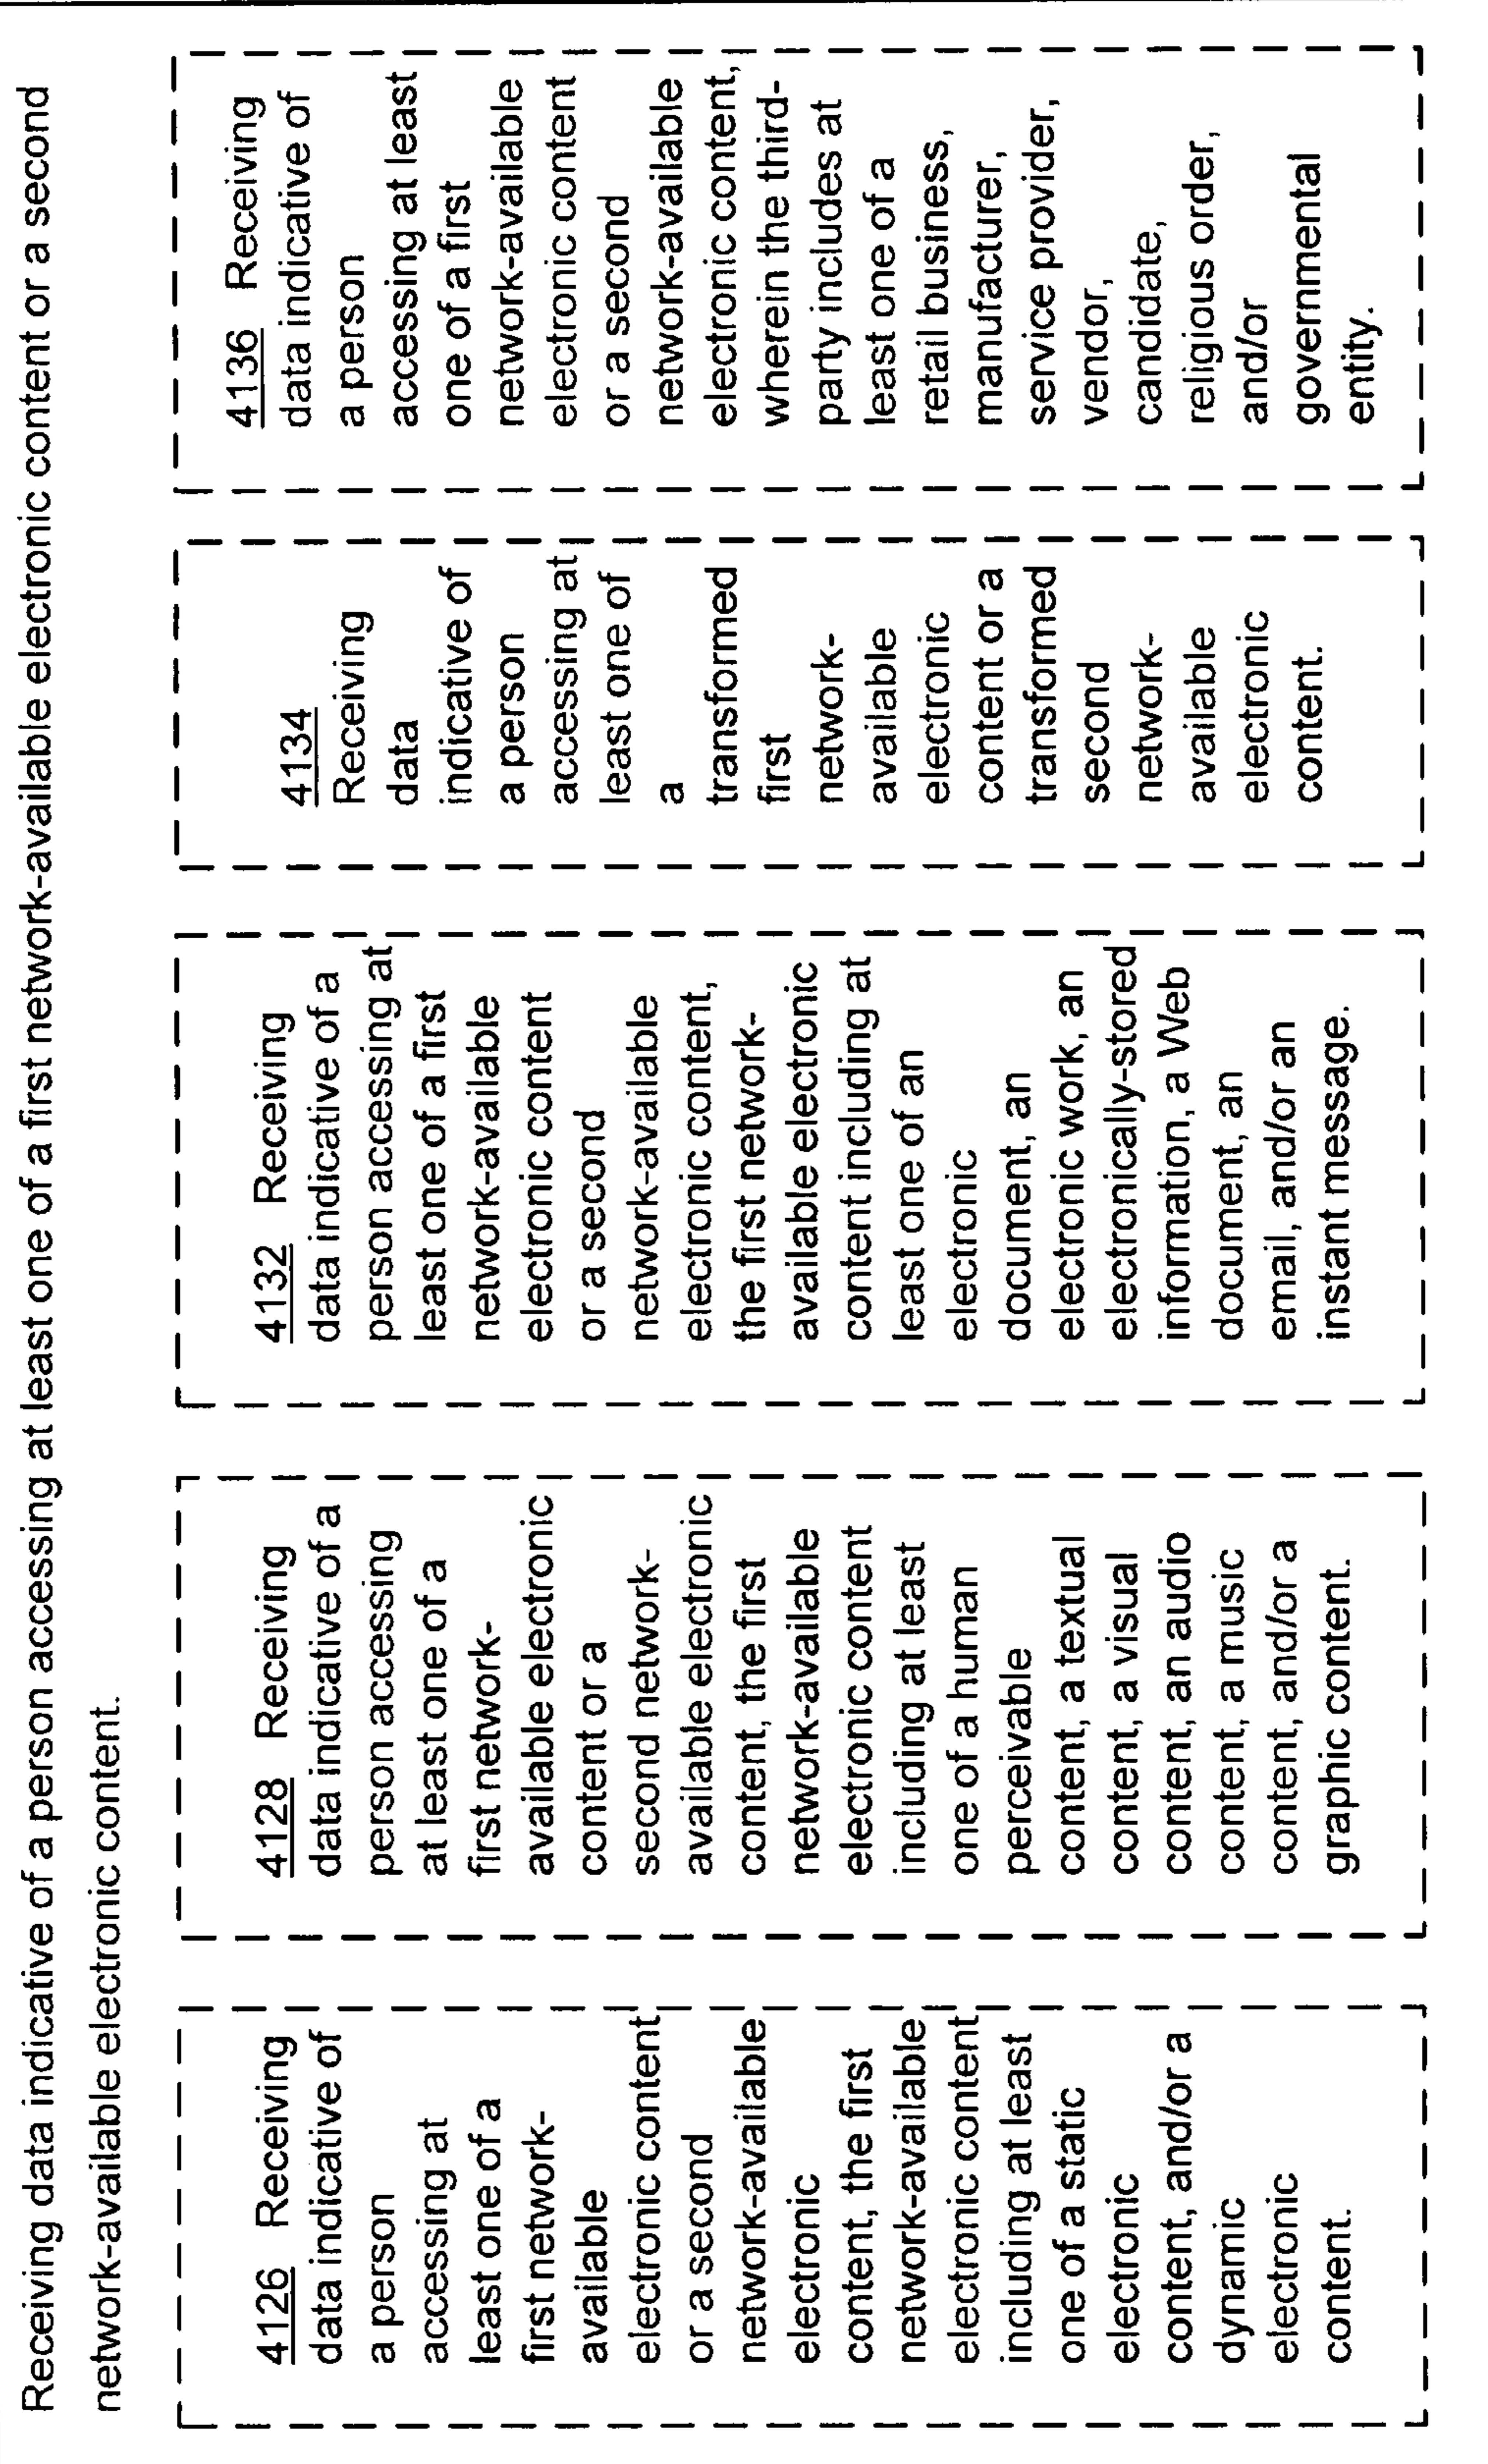 Receiving data indicative of a person accessing at least one of a first network-available electronic content or a second
network-available electronic content.
4126 Receiving
data indicative of
a person
accessing at
least one of a
first network-
available
electronic content
or a second
network-available
electronic
content, the first
network-available
electronic content
including at least
one of a static
electronic
content, and/or a
dynamic
electronic
content.
4128 Receiving
data indicative of a
person accessing
at least one of a
first network-
available electronic
content or a
second network-
available electronic
content, the first
network-available
electronic content
including at least
one of a human
perceivable
content, a textual
content, a visual
content, an audio
content, a music
content, and/or a
graphic content.
4132 Receiving
data indicative of a
person accessing at
least one of a first
network-available
electronic content
or a second
network-available
electronic content,
the first network-
available electronic
content including at
least one of an
electronic
document, an
electronic work, an
electronically-stored
information, a Web
document, an
email, and/or an
instant message.
4134
Receiving
data
indicative of
a person
accessing at
least one of
a
transformed
first
network-
available
electronic
content or a
transformed
second
network-
available
electronic
content.
4136 Receiving
data indicative of
a person
accessing at least
one of a first
network-available
electronic content
or a second
network-available
electronic content,
wherein the third-
party includes at
least one of a
retail business,
manufacturer,
service provider,
vendor,
candidate,
religious order,
and/or
governmental
entity.